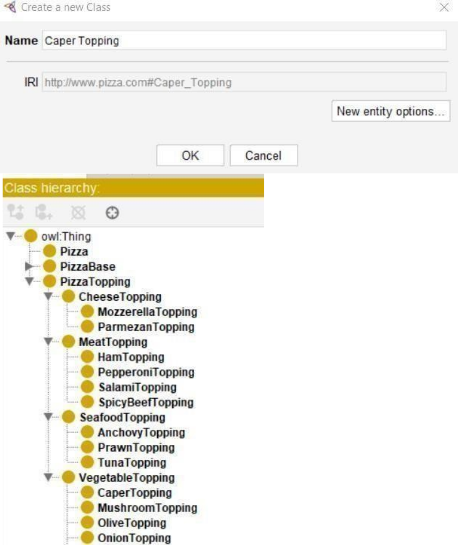 Create a new Class
Name Caper Topping
IRI http://www.pizza.com#Caper_Topping
New entity options...
OK Cancel
Class hierarchy:
owl:Thing
Pizza
PizzaBase
PizzaTopping
CheeseTopping
MozzerellaTopping
ParmezanTopping
MeatTopping
HamTopping
PepperoniTopping
SalamiTopping
SpicyBeefTopping
SeafoodTopping
AnchovyTopping
PrawnTopping
TunaTopping
VegetableTopping
CaperTopping
MushroomTopping
OliveTopping
OnionTopping